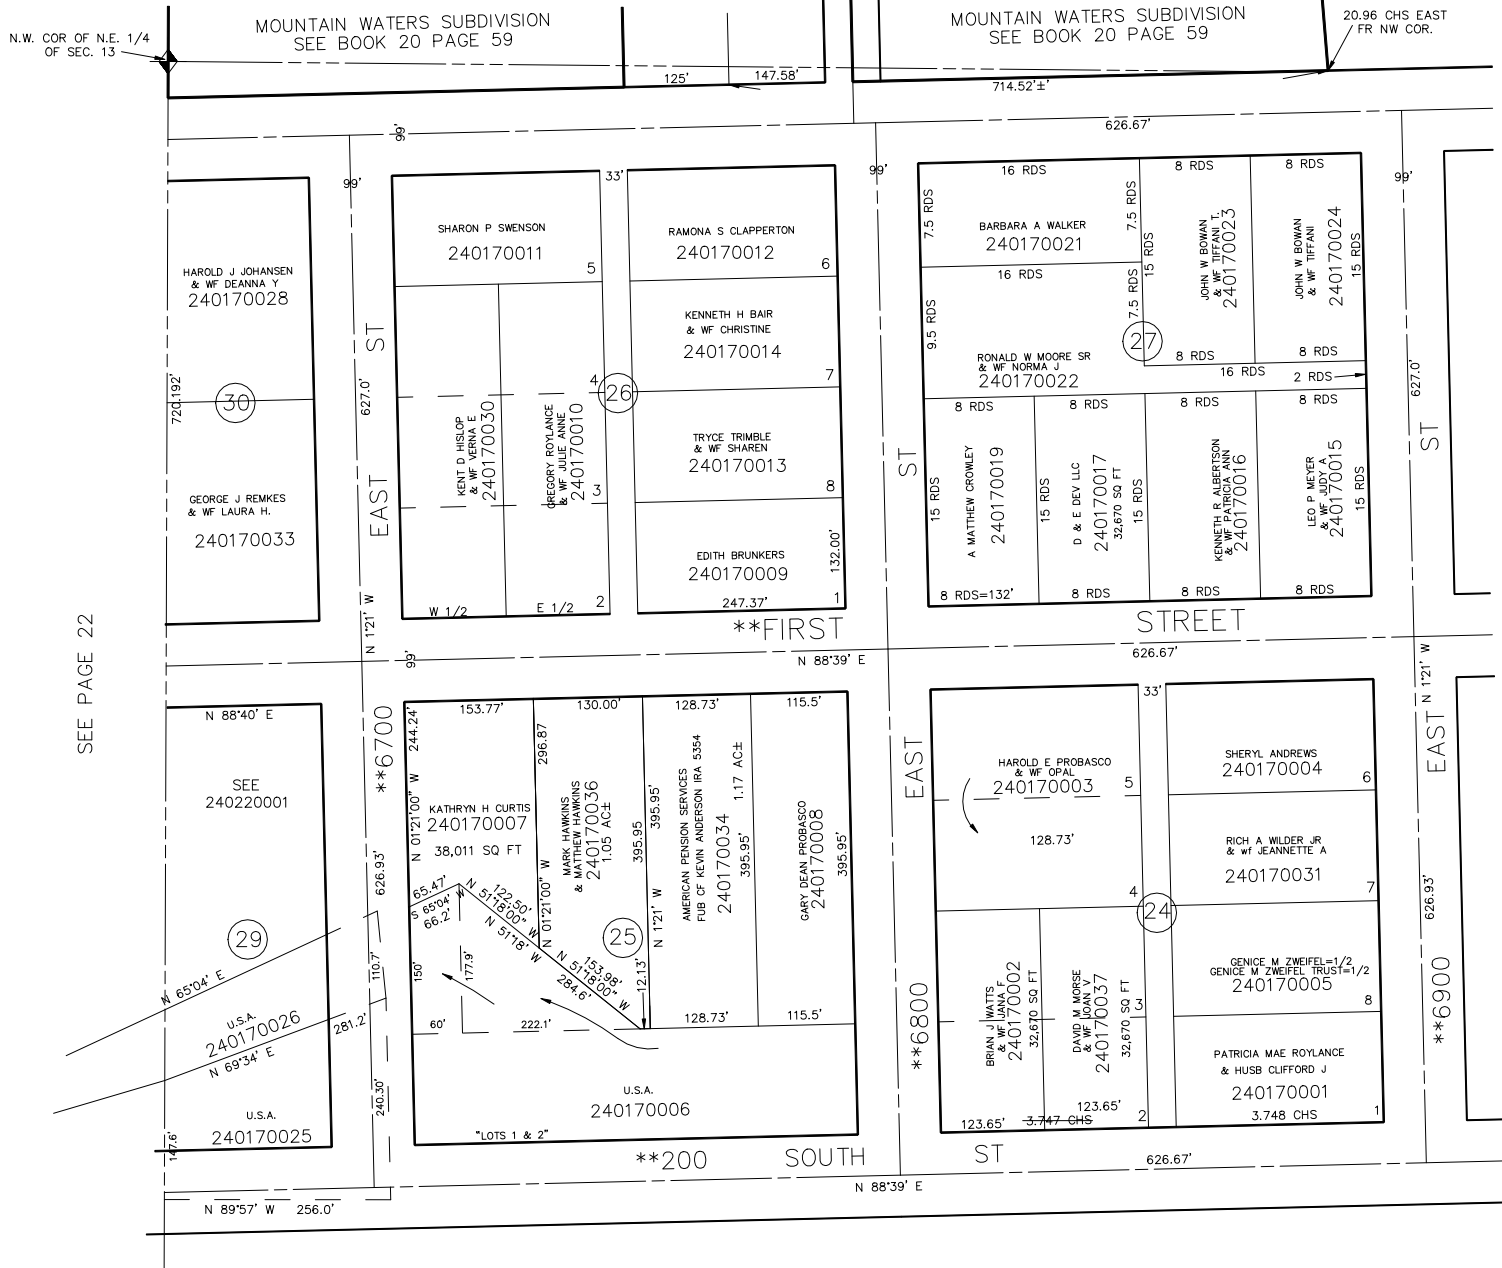 N.W. COR OF N.E. 1/4
OF SEC. 13
MOUNTAIN WATERS SUBDIVISION
SEE BOOK 20 PAGE 59
MOUNTAIN WATERS SUBDIVISION
SEE BOOK 20 PAGE 59
20.96 CHS EAST
FR NW COR.
125'
147.58'
714.52'±'
626.67'
99'
99'
33'
99'
99'
HAROLD J JOHANSEN
& WF DEANNA Y
240170028
30
720.192'
GEORGE J REMKES
& WF LAURA H.
240170033
SEE PAGE 22
EAST ST
627.0'
N 1°21' W
99'
SHARON P SWENSON
240170011
5
KENT D HISLOP
& WF VERNA E
240170030
GREGORY ROYLANCE
& WF JULIE ANNE
240170010
4
3
W 1/2
E 1/2
2
26
RAMONA S CLAPPERTON
240170012
6
KENNETH H BAIR
& WF CHRISTINE
240170014
7
TRYCE TRIMBLE
& WF SHAREN
240170013
8
EDITH BRUNKERS
240170009
132.00'
247.37'
1
16 RDS
7.5 RDS
BARBARA A WALKER
240170021
7.5 RDS
16 RDS
9.5 RDS
7.5 RDS
15 RDS
27
RONALD W MOORE SR
& WF NORMA J
240170022
8 RDS
JOHN W BOWAN
& WF TIFFANI T.
240170023
8 RDS
8 RDS
JOHN W BOWAN
& WF TIFFANI
240170024
15 RDS
8 RDS
16 RDS
2 RDS
8 RDS
8 RDS
8 RDS
8 RDS
15 RDS
A MATTHEW CROWLEY
240170019
15 RDS
D & E DEV LLC
240170017
32,670 SQ FT
15 RDS
KENNETH R ALBERTSON
& WF PATRICIA ANN
240170016
LEO P MEYER
& WF JUDY A
240170015
15 RDS
8 RDS=132'
8 RDS
8 RDS
8 RDS
627.0'
ST
ST
**FIRST STREET
N 88°39' E
626.67'
N 1°21' W
N 88°40' E
SEE
240220001
29
N 65°04' E
U.S.A.
240170026
N 69°34' E
281.2'
U.S.A.
240170025
147.6'
N 89°57' W 256.0'
**6700
626.93'
110.7'
240.30'
153.77'
244.24'
N 01°21'00" W
KATHRYN H CURTIS
240170007
38,011 SQ FT
296.87
N 01°21'00" W
130.00'
MARK HAWKINS
& MATTHEW HAWKINS
240170036
1.05 AC±
395.95
395.95'
N 1°21' W
128.73'
AMERICAN PENSION SERVICES
FUB CF KEVIN ANDERSON IRA 5354
240170034
1.17 AC±
395.95'
115.5'
GARY DEAN PROBASCO
240170008
395.95'
65.47'
S 65°04' W
66.2'
122.50'
N 51°18'00" W
N 51°18' W
153.98'
N 51°18'00" W
284.6'
25
12.13'
150'
177.9'
60'
222.1'
128.73'
115.5'
U.S.A.
240170006
"LOTS 1 & 2"
**200 SOUTH ST
N 88°39' E
626.67'
EAST
**6800
33'
HAROLD E PROBASCO
& WF OPAL
240170003
5
128.73'
4
24
BRIAN J WATTS
& WF JANA F
240170002
32,670 SQ FT
DAVID M MORSE
& WF JOAN V
240170037
32,670 SQ FT
3
123.65'
123.65'
3.747 CHS
2
SHERYL ANDREWS
240170004
6
RICH A WILDER JR
& wf JEANNETTE A
240170031
7
GENICE M ZWEIFEL=1/2
GENICE M ZWEIFEL TRUST=1/2
240170005
8
PATRICIA MAE ROYLANCE
& HUSB CLIFFORD J
240170001
3.748 CHS
1
EAST
626.93'
**6900